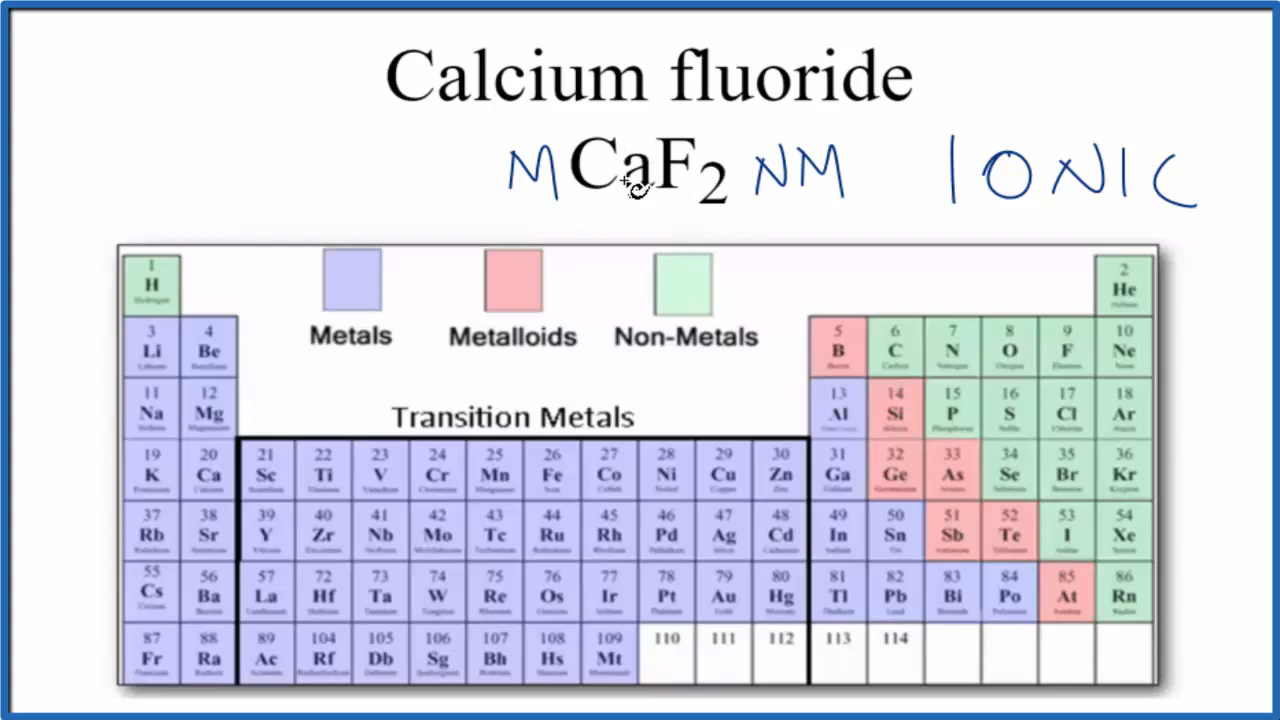 Calcium fluoride
M CaF2 NM IONIC
1 2
H He
Metals Metalloids Non-Metals
3 4 5 6 7 8 9 10
Li Be B C N O F Ne
11 12 13 14 15 16 17 18
Na Mg Al Si P S Cl Ar
Transition Metals
19 20 21 22 23 24 25 26 27 28 29 30 31 32 33 34 35 36
K Ca Sc Ti V Cr Mn Fe Co Ni Cu Zn Ga Ge As Se Br Kr
37 38 39 40 41 42 43 44 45 46 47 48 49 50 51 52 53 54
Rb Sr Y Zr Nb Mo Tc Ru Rh Pd Ag Cd In Sn Sb Te I Xe
55 56 57 72 73 74 75 76 77 78 79 80 81 82 83 84 85 86
Cs Ba La Hf Ta W Re Os Ir Pt Au Hg Tl Pb Bi Po At Rn
87 88 89 104 105 106 107 108 109 110 111 112 113 114
Fr Ra Ac Rf Db Sg Bh Hs Mt